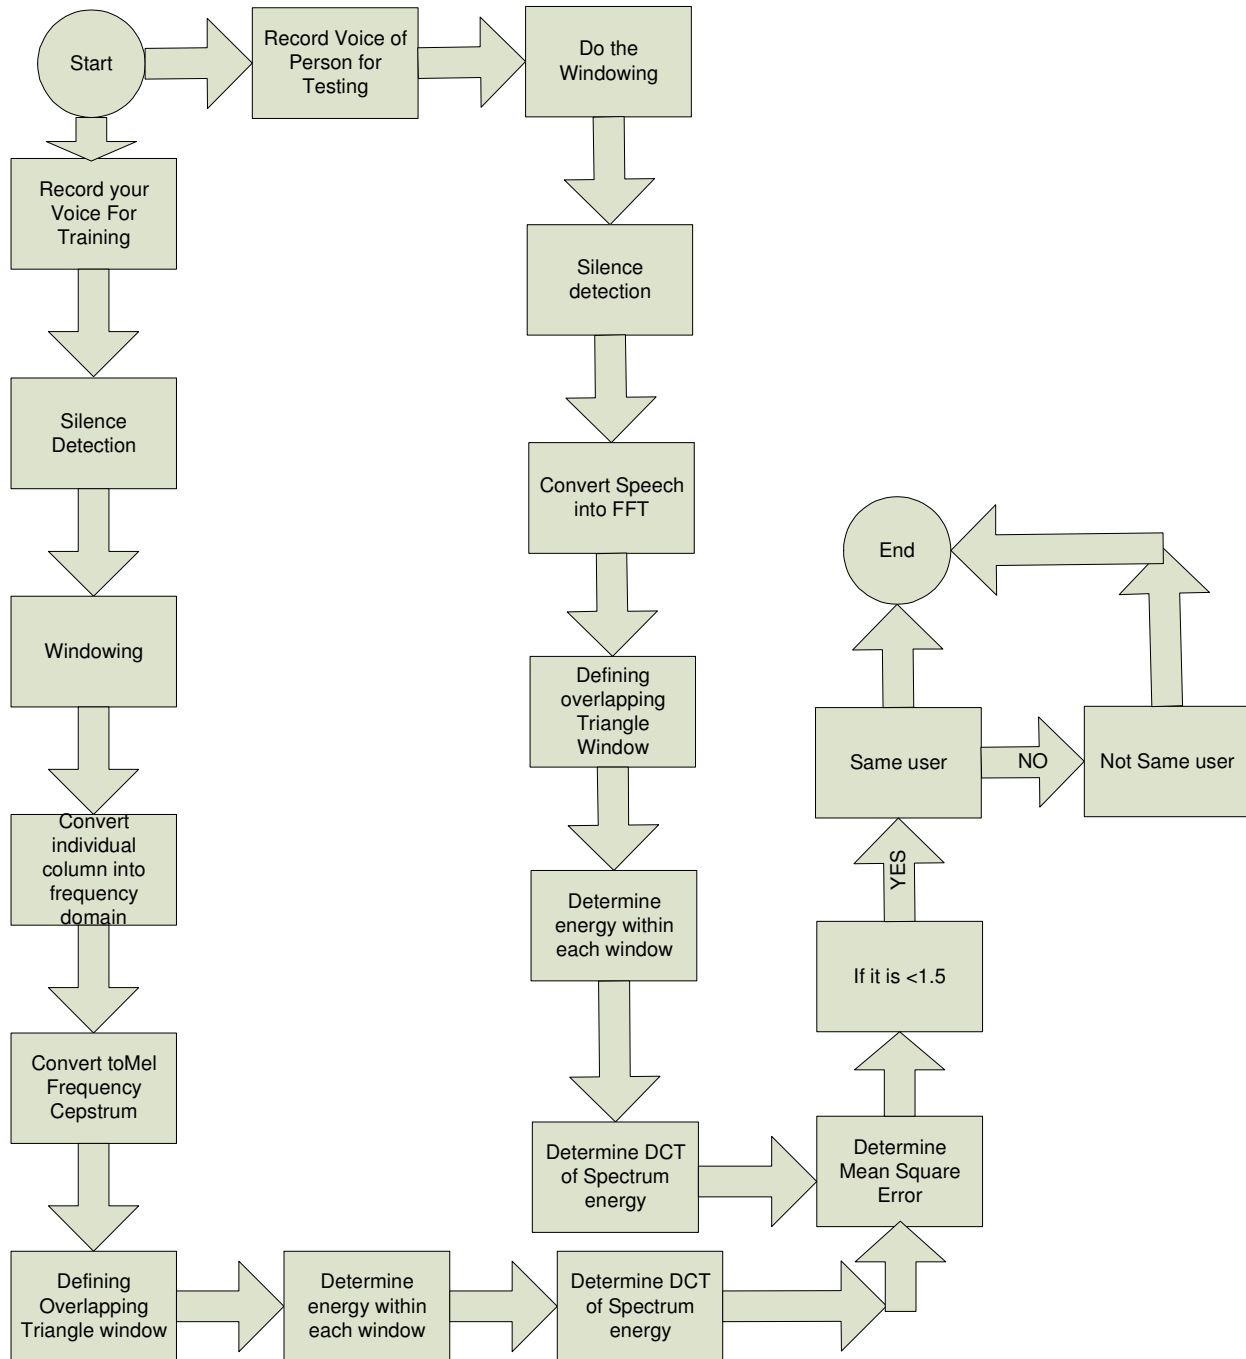 Start
Record Voice of
Person for
Testing
Do the
Windowing
Record your
Voice For
Training
Silence
detection
Silence
Detection
Convert Speech
into FFT
End
Windowing
Defining
overlapping
Triangle
Window
Same user
NO
Not Same user
Convert
individual
column into
frequency
domain
Determine
energy within
each window
YES
If it is <1.5
Convert toMel
Frequency
Cepstrum
Determine DCT
of Spectrum
energy
Determine
Mean Square
Error
Defining
Overlapping
Triangle window
Determine
energy within
each window
Determine DCT
of Spectrum
energy